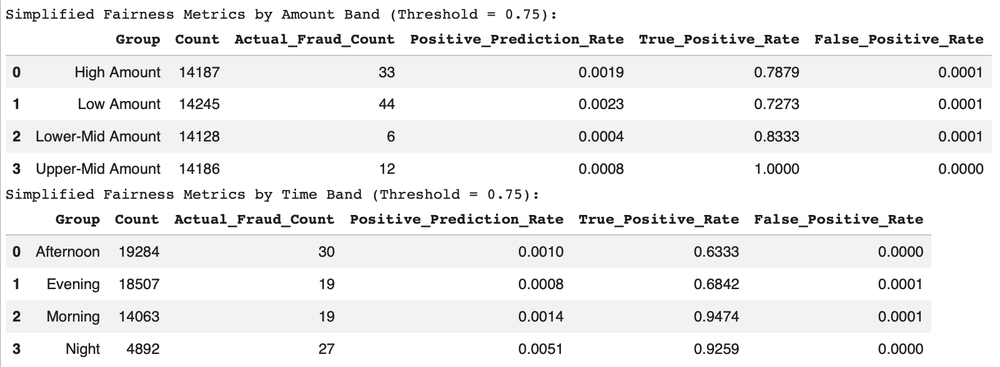 Simplified Fairness Metrics by Amount Band (Threshold = 0.75):
Group Count Actual_Fraud_Count Positive_Prediction_Rate True_Positive_Rate False_Positive_Rate
0 High Amount 14187 33 0.0019 0.7879 0.0001
1 Low Amount 14245 44 0.0023 0.7273 0.0001
2 Lower-Mid Amount 14128 6 0.0004 0.8333 0.0001
3 Upper-Mid Amount 14186 12 0.0008 1.0000 0.0000
Simplified Fairness Metrics by Time Band (Threshold = 0.75):
Group Count Actual_Fraud_Count Positive_Prediction_Rate True_Positive_Rate False_Positive_Rate
0 Afternoon 19284 30 0.0010 0.6333 0.0000
1 Evening 18507 19 0.0008 0.6842 0.0001
2 Morning 14063 19 0.0014 0.9474 0.0001
3 Night 4892 27 0.0051 0.9259 0.0000